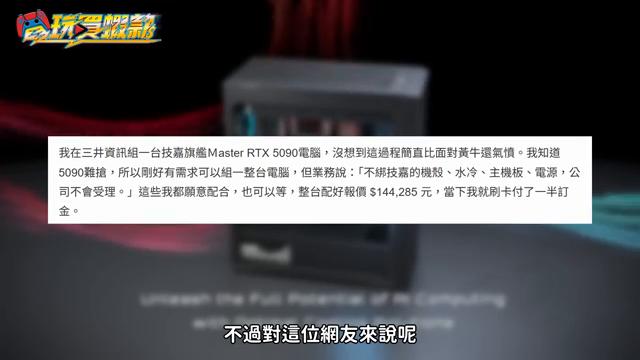 玩買蝦款
我在三井資訊組一台技嘉旗艦Master RTX 5090電腦，沒想到這過程簡直比面對黃牛還氣憤。我知道
5090難搶，所以剛好有需求可以組一整台電腦，但業務說：「不綁技嘉的機殼、水冷、主機板、電源，公
司不會受理。」這些我都願意配合，也可以等，整台配好報價 $144,285 元，當下我就刷卡付了一半訂
金。
Unleash the Full Potential of AI Computing
不過對這位網友來說呢